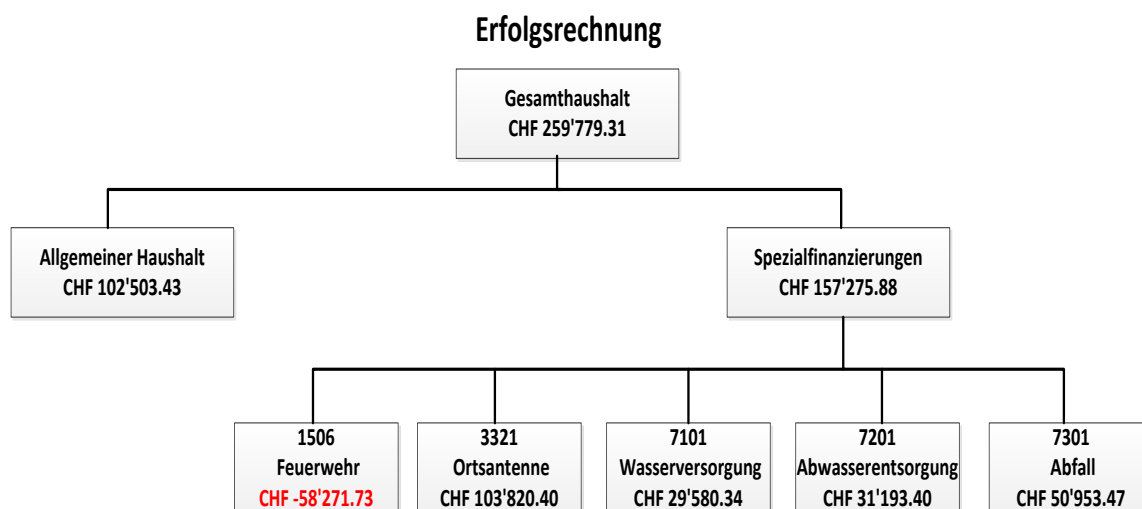 Erfolgsrechnung
Gesamthaushalt
CHF 259'779.31
Allgemeiner Haushalt
CHF 102'503.43
Spezialfinanzierungen
CHF 157'275.88
1506
Feuerwehr
CHF -58'271.73
3321
Ortsantenne
CHF 103'820.40
7101
Wasserversorgung
CHF 29'580.34
7201
Abwasserentsorgung
CHF 31'193.40
7301
Abfall
CHF 50'953.47